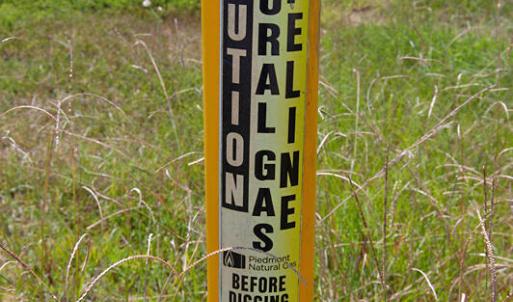 UTION
URAL GAS
ELINE
Piedmont
Natural Gas
BEFORE
DIGGING